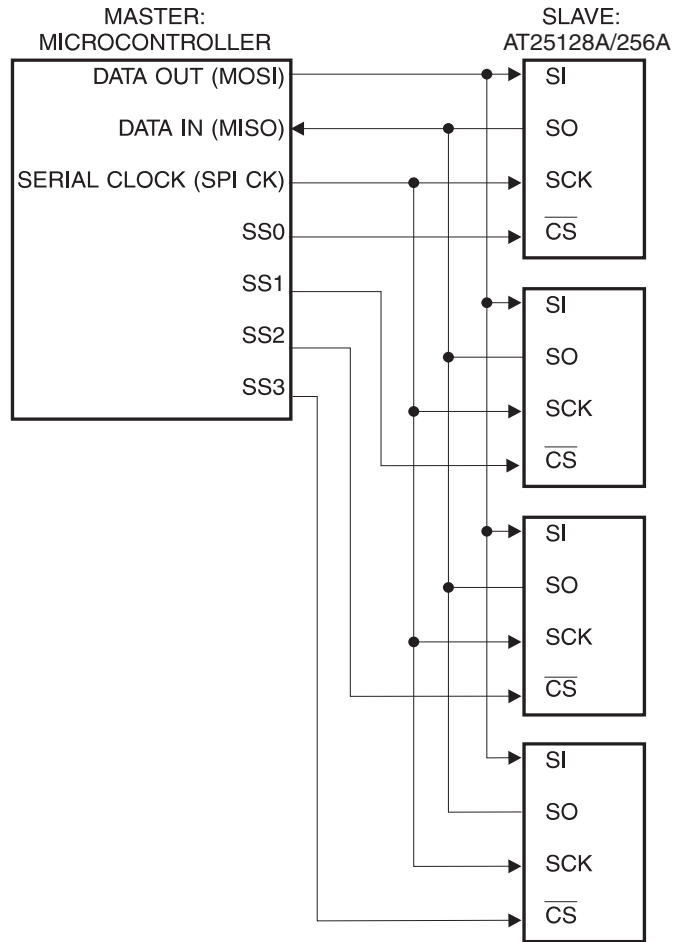 MASTER:
MICROCONTROLLER
SLAVE:
AT25128A/256A
DATA OUT (MOSI)
DATA IN (MISO)
SERIAL CLOCK (SPI CK)
SS0
SS1
SS2
SS3
SI
SO
SCK
CS
SI
SO
SCK
CS
SI
SO
SCK
CS
SI
SO
SCK
CS